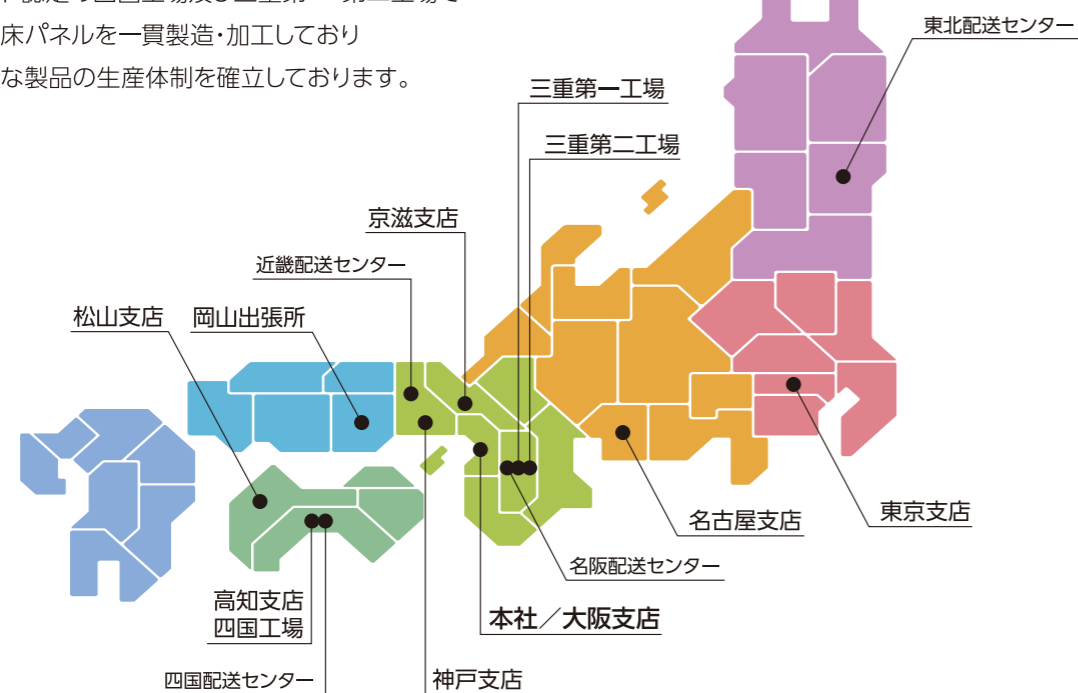 床パネルを一貫製造・加工しており
な製品の生産体制を確立しております。
東北配送センター
三重第一工場
三重第二工場
京滋支店
近畿配送センター
松山支店
岡山出張所
東京支店
名古屋支店
名阪配送センター
高知支店
四国工場
本社／大阪支店
四国配送センター
神戸支店